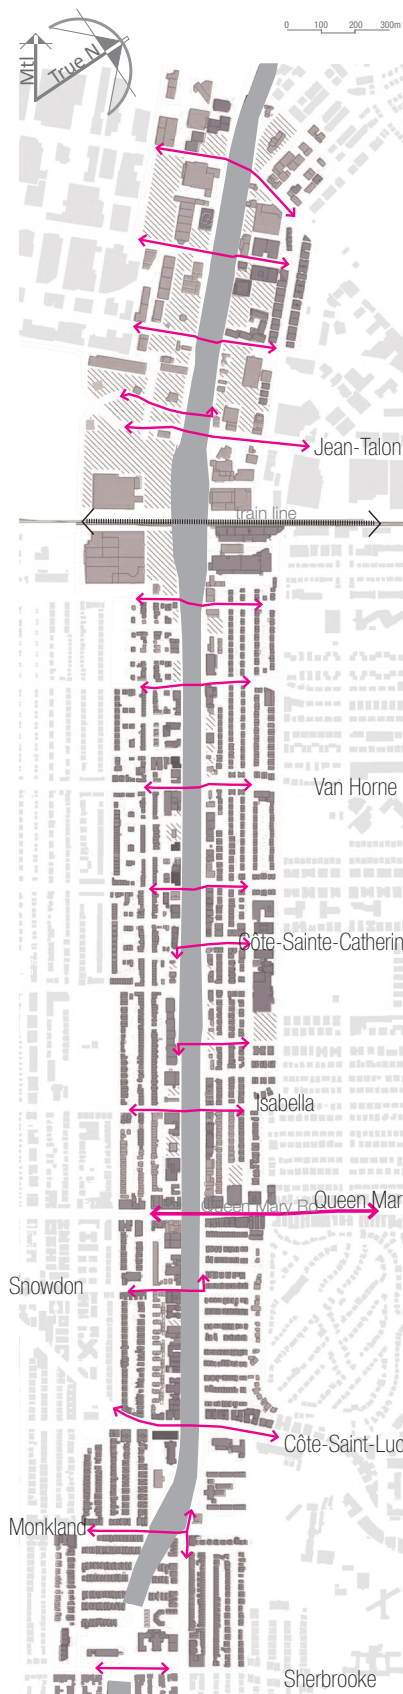 0 100 200 300m
Mtl
True N
Jean-Talon
train line
Van Horne
Côte-Sainte-Catherin
Isabella
Queen Mary Ro
Queen Mar
Snowdon
Côte-Saint-Luc
Monkland
Sherbrooke